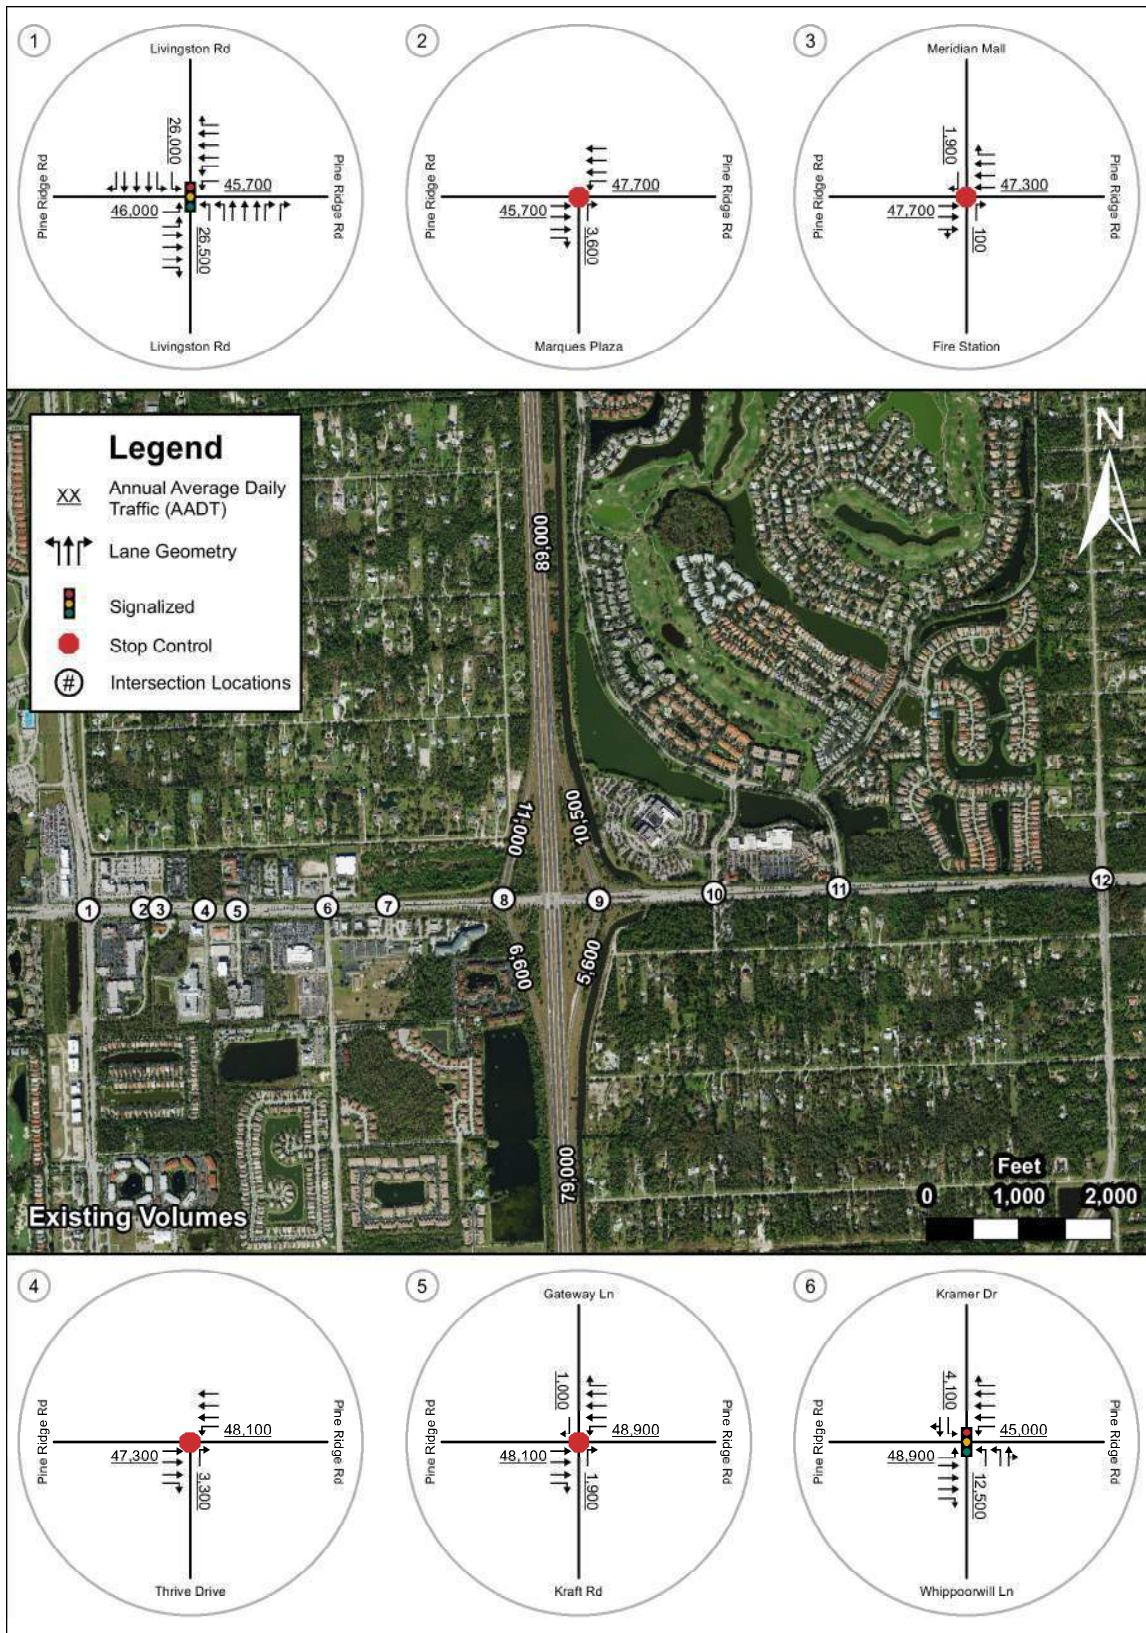 1
Livingston Rd
26,000
45,700
Pine Ridge Rd
Pine Ridge Rd
46,000
26,500
Livingston Rd
2
47,700
Pine Ridge Rd
Pine Ridge Rd
45,700
3,600
Marques Plaza
3
Meridian Mall
1,900
47,300
Pine Ridge Rd
Pine Ridge Rd
47,700
100
Fire Station
Legend
XX Annual Average Daily
Traffic (AADT)
Lane Geometry
Signalized
Stop Control
# Intersection Locations
N
89,000
11,000
10,500
1
2
3
4
5
6
7
8
9
10
11
12
9,900
5,600
79,000
Feet
0 1,000 2,000
Existing Volumes
4
48,100
Pine Ridge Rd
Pine Ridge Rd
47,300
3,300
Thrive Drive
5
Gateway Ln
1,000
48,900
Pine Ridge Rd
Pine Ridge Rd
48,100
1,900
Kraft Rd
6
Kramer Dr
4,100
45,000
Pine Ridge Rd
Pine Ridge Rd
48,900
12,500
Whippoorwill Ln